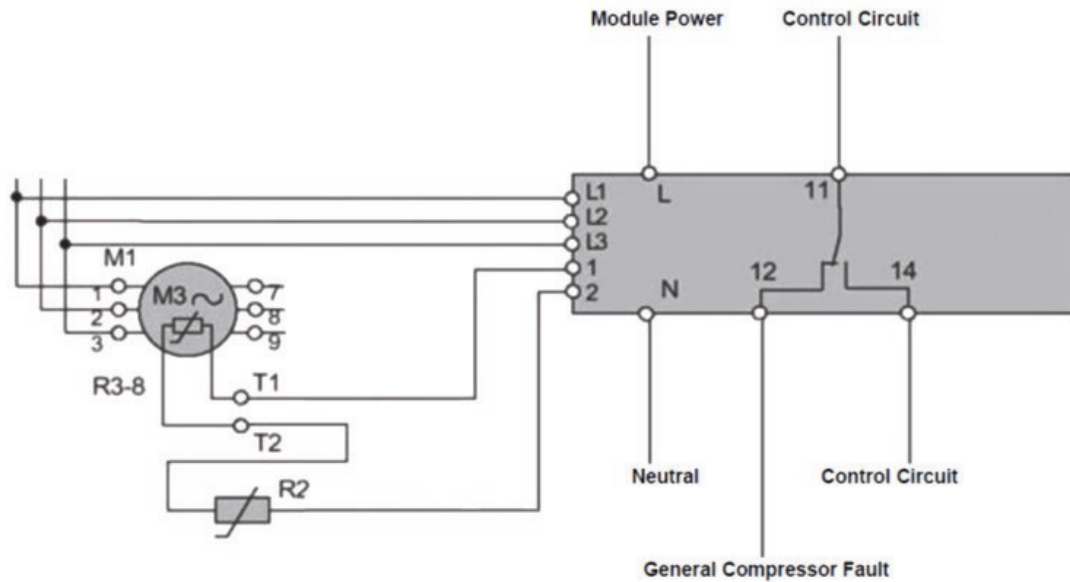 Module Power
Control Circuit
L1
L
11
L2
L3
M1
1
12
14
M3
7
1
2
N
2
8
3
9
R3-8
T1
T2
Neutral
Control Circuit
R2
General Compressor Fault